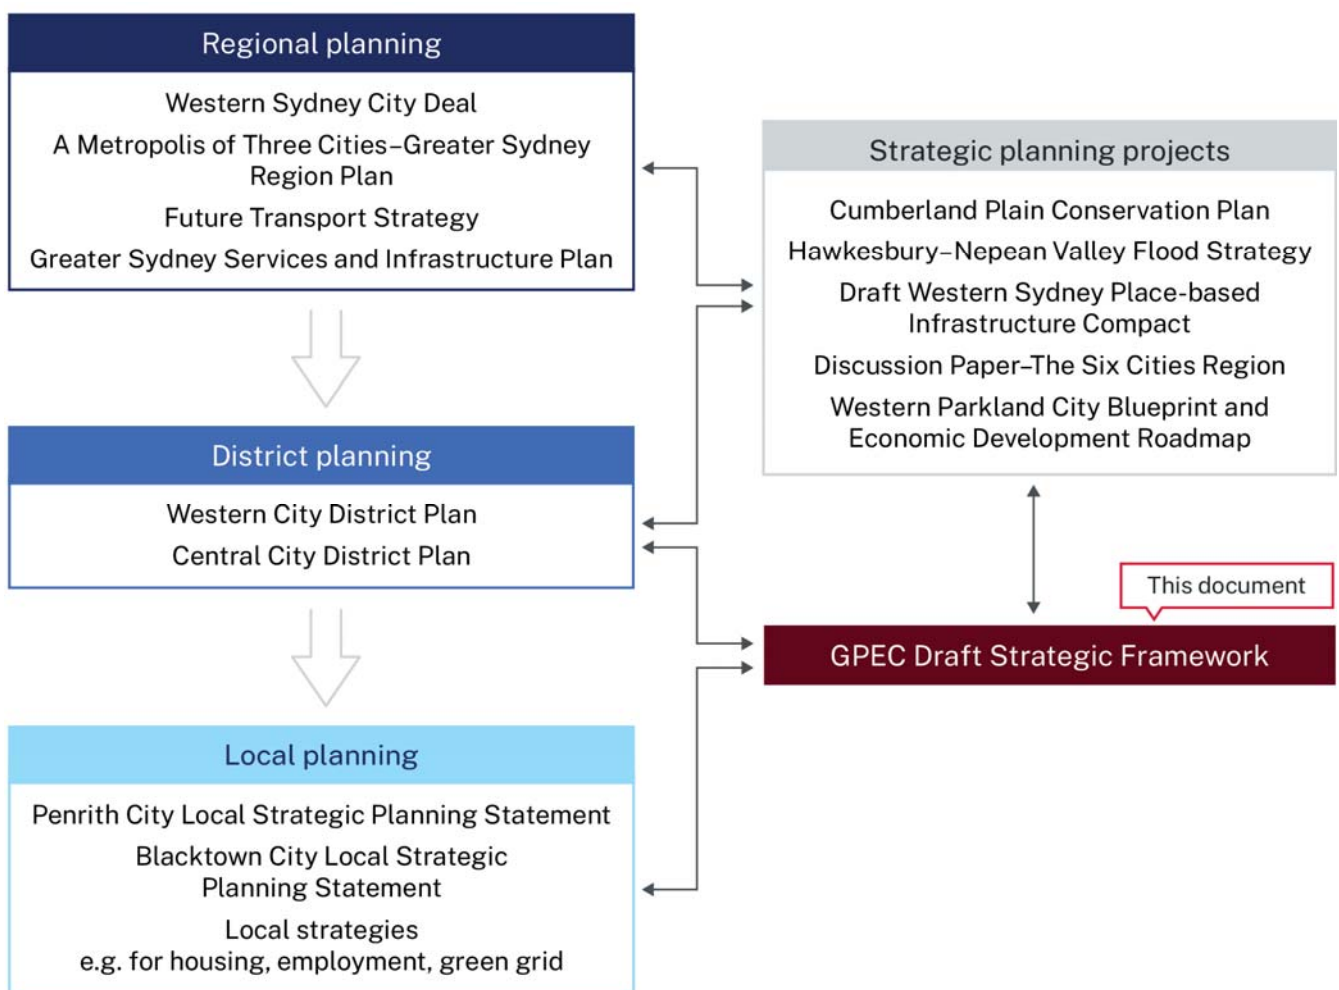 Regional planning
Western Sydney City Deal
A Metropolis of Three Cities–Greater Sydney
Region Plan
Future Transport Strategy
Greater Sydney Services and Infrastructure Plan
District planning
Western City District Plan
Central City District Plan
Local planning
Penrith City Local Strategic Planning Statement
Blacktown City Local Strategic
Planning Statement
Local strategies
e.g. for housing, employment, green grid
Strategic planning projects
Cumberland Plain Conservation Plan
Hawkesbury–Nepean Valley Flood Strategy
Draft Western Sydney Place-based
Infrastructure Compact
Discussion Paper–The Six Cities Region
Western Parkland City Blueprint and
Economic Development Roadmap
This document
GPEC Draft Strategic Framework